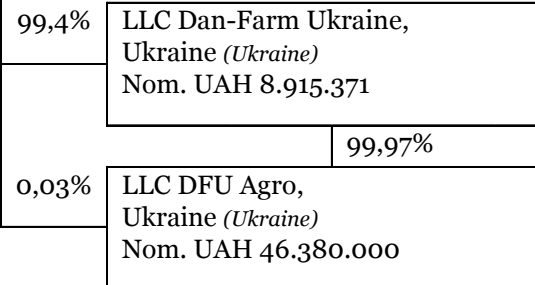 99,4%
LLC Dan-Farm Ukraine,
Ukraine (Ukraine)
Nom. UAH 8.915.371
99,97%
0,03%
LLC DFU Agro,
Ukraine (Ukraine)
Nom. UAH 46.380.000